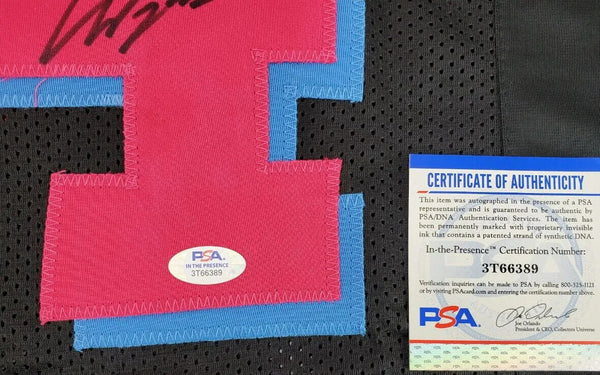 PSA
IN THE PRESENCE
3T66389
CERTIFICATE OF AUTHENTICITY
This item was autographed in the presence of a PSA
representative and is guaranteed to be authentic by
PSA/DNA Authentication Services. The item has
been permanently marked with proprietary invisible
ink that contains a patented strand of synthetic DNA.
In-the-Presence™ Certification Number:
3T66389
Verification inquiries can be made to PSA by calling 800-325-1121
or by visiting PSAcard.com and entering the certification number above.
PSA
Joe Orlando
President & CEO, Collectors Universe